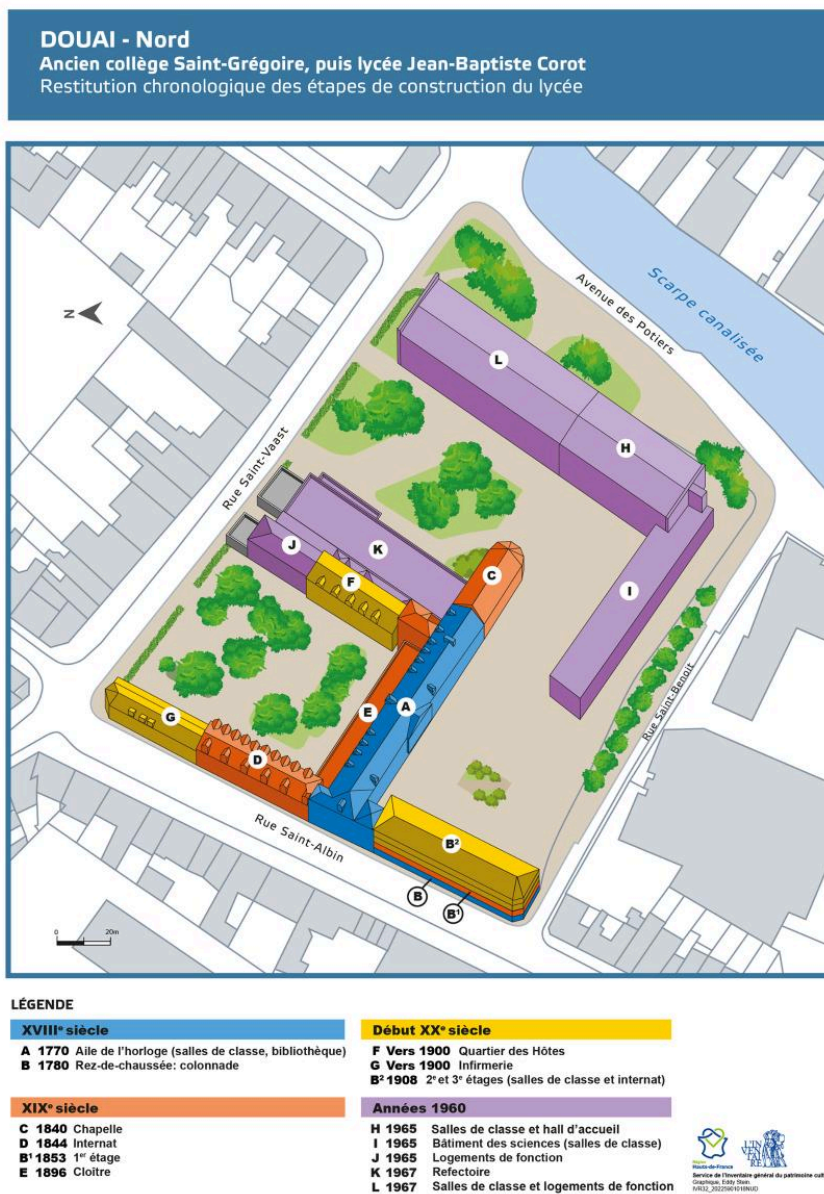 DOUAI - Nord
Ancien collège Saint-Grégoire, puis lycée Jean-Baptiste Corot
Restitution chronologique des étapes de construction du lycée
Scarpe canalisée
Avenue des Potiers
N
L
H
Rue Saint-Vaast
K
J
C
F
I
A
E
G
D
Rue Saint-Benoit
Rue Saint-Albin
B²
B
B¹
0 20m
LÉGENDE
XVIIIᵉ siècle
A 1770 Aile de l'horloge (salles de classe, bibliothèque)
B 1780 Rez-de-chaussée: colonnade
XIXᵉ siècle
C 1840 Chapelle
D 1844 Internat
B¹ 1853 1ᵉʳ étage
E 1896 Cloître
Début XXᵉ siècle
F Vers 1900 Quartier des Hôtes
G Vers 1900 Infirmerie
B² 1908 2ᵉ et 3ᵉ étages (salles de classe et internat)
Années 1960
H 1965 Salles de classe et hall d'accueil
I 1965 Bâtiment des sciences (salles de classe)
J 1965 Logements de fonction
K 1967 Refectoire
L 1967 Salles de classe et logements de fonction
Région
Hauts-de-France
L'INVENTAIRE
Service de l'Inventaire général du patrimoine cult
Graphique, Eddy Stein